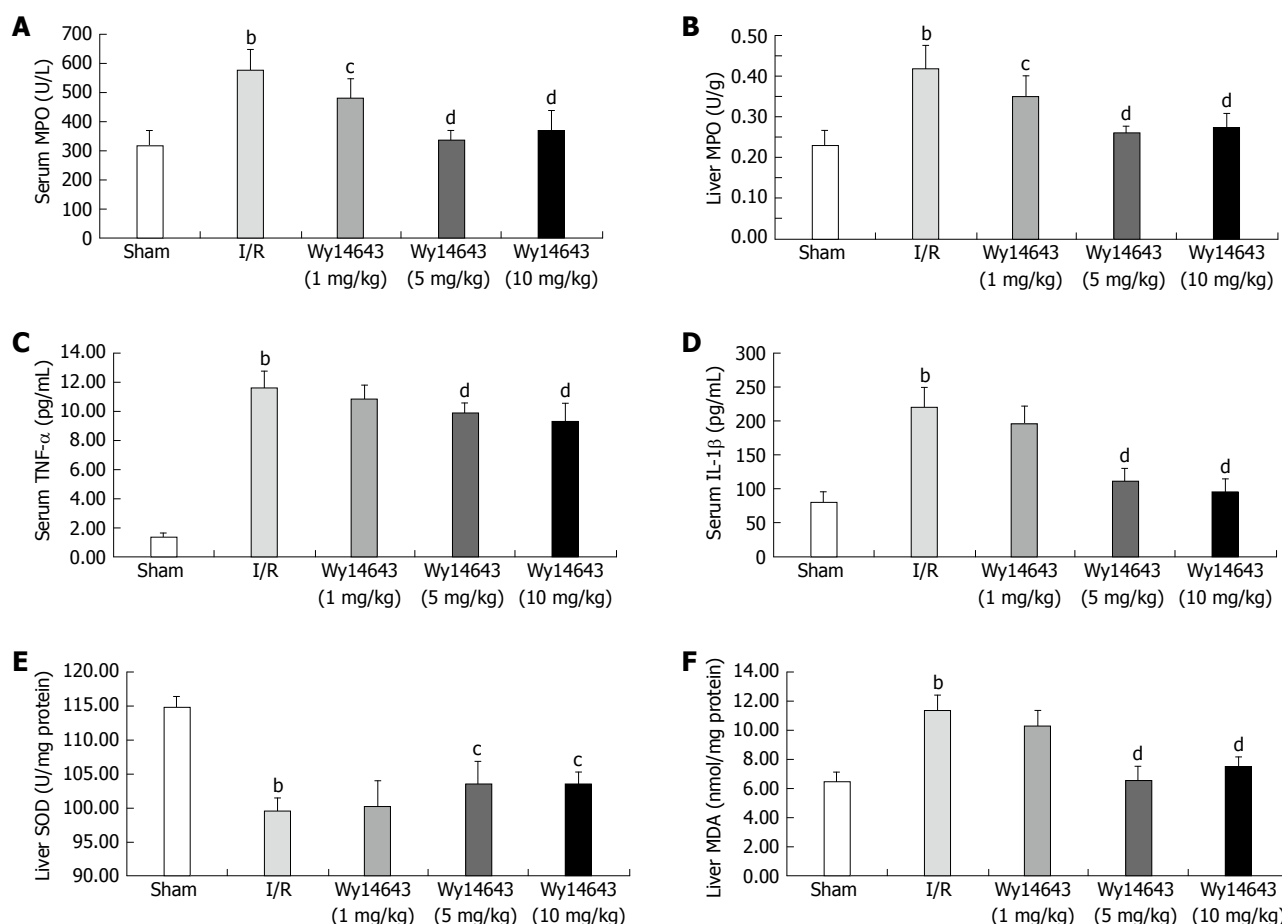 A
700
600
500
400
300
200
100
0
Serum MPO (U/L)
b
c
d
d
Sham
I/R
Wy14643
(1 mg/kg)
Wy14643
(5 mg/kg)
Wy14643
(10 mg/kg)
B
0.50
0.40
0.30
0.20
0.10
0.00
Liver MPO (U/g)
b
c
d
d
Sham
I/R
Wy14643
(1 mg/kg)
Wy14643
(5 mg/kg)
Wy14643
(10 mg/kg)
C
14.00
12.00
10.00
8.00
6.00
4.00
2.00
0.00
Serum TNF-α (pg/mL)
b
d
d
Sham
I/R
Wy14643
(1 mg/kg)
Wy14643
(5 mg/kg)
Wy14643
(10 mg/kg)
D
300
250
200
150
100
50
0
Serum IL-1β (pg/mL)
b
d
d
Sham
I/R
Wy14643
(1 mg/kg)
Wy14643
(5 mg/kg)
Wy14643
(10 mg/kg)
E
120.00
115.00
110.00
105.00
100.00
95.00
90.00
Liver SOD (U/mg protein)
b
c
c
Sham
I/R
Wy14643
(1 mg/kg)
Wy14643
(5 mg/kg)
Wy14643
(10 mg/kg)
F
14.00
12.00
10.00
8.00
6.00
4.00
2.00
0.00
Liver MDA (nmol/mg protein)
b
d
d
Sham
I/R
Wy14643
(1 mg/kg)
Wy14643
(5 mg/kg)
Wy14643
(10 mg/kg)